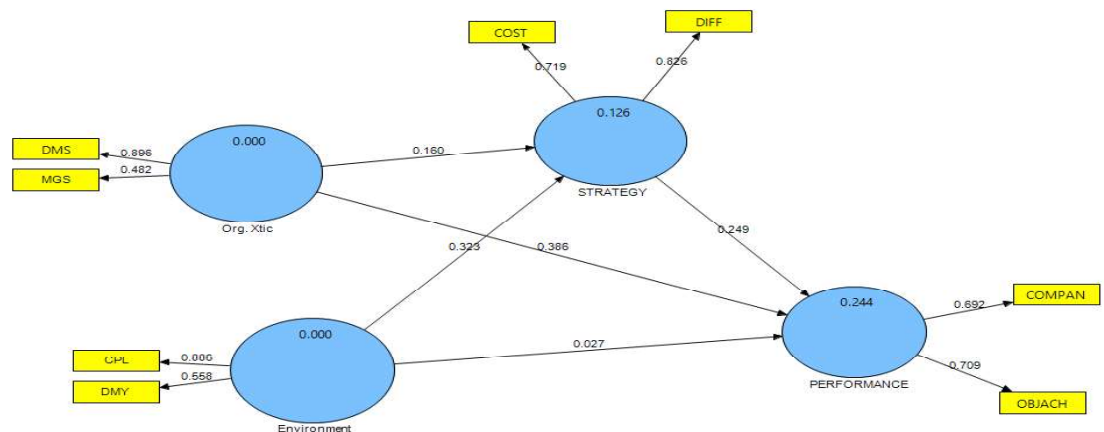 DIFF
COST
0.719
0.826
0.126
STRATEGY
0.000
DMS
0.896
MGS
0.482
Org. Xtic
0.160
0.323
0.386
0.249
0.244
PERFORMANCE
COMPAN
0.692
0.709
OBJACH
0.000
CPL
DMY
0.558
Environment
0.027